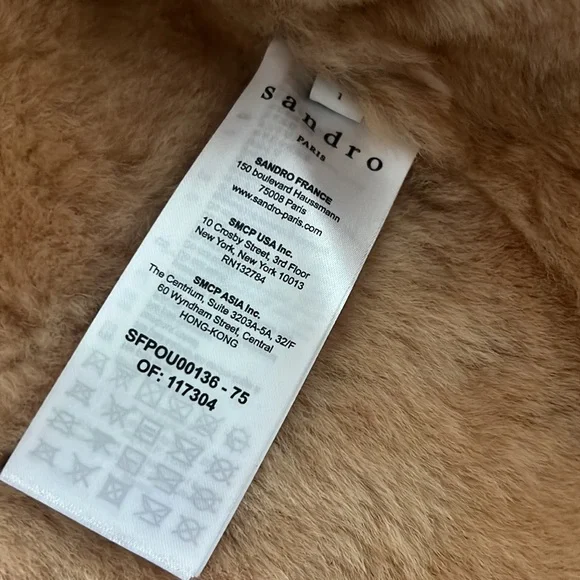 1
sandro
PARIS
SANDRO FRANCE
150 boulevard Haussmann
75008 Paris
www.sandro-paris.com
SMCP USA Inc.
10 Crosby Street, 3rd Floor
New York, New York 10013
RN132784
SMCP ASIA Inc.
The Centrium, Suite 3203A-5A, 32/F
60 Wyndham Street, Central
HONG-KONG
SFPOU00136 - 75
OF: 117304